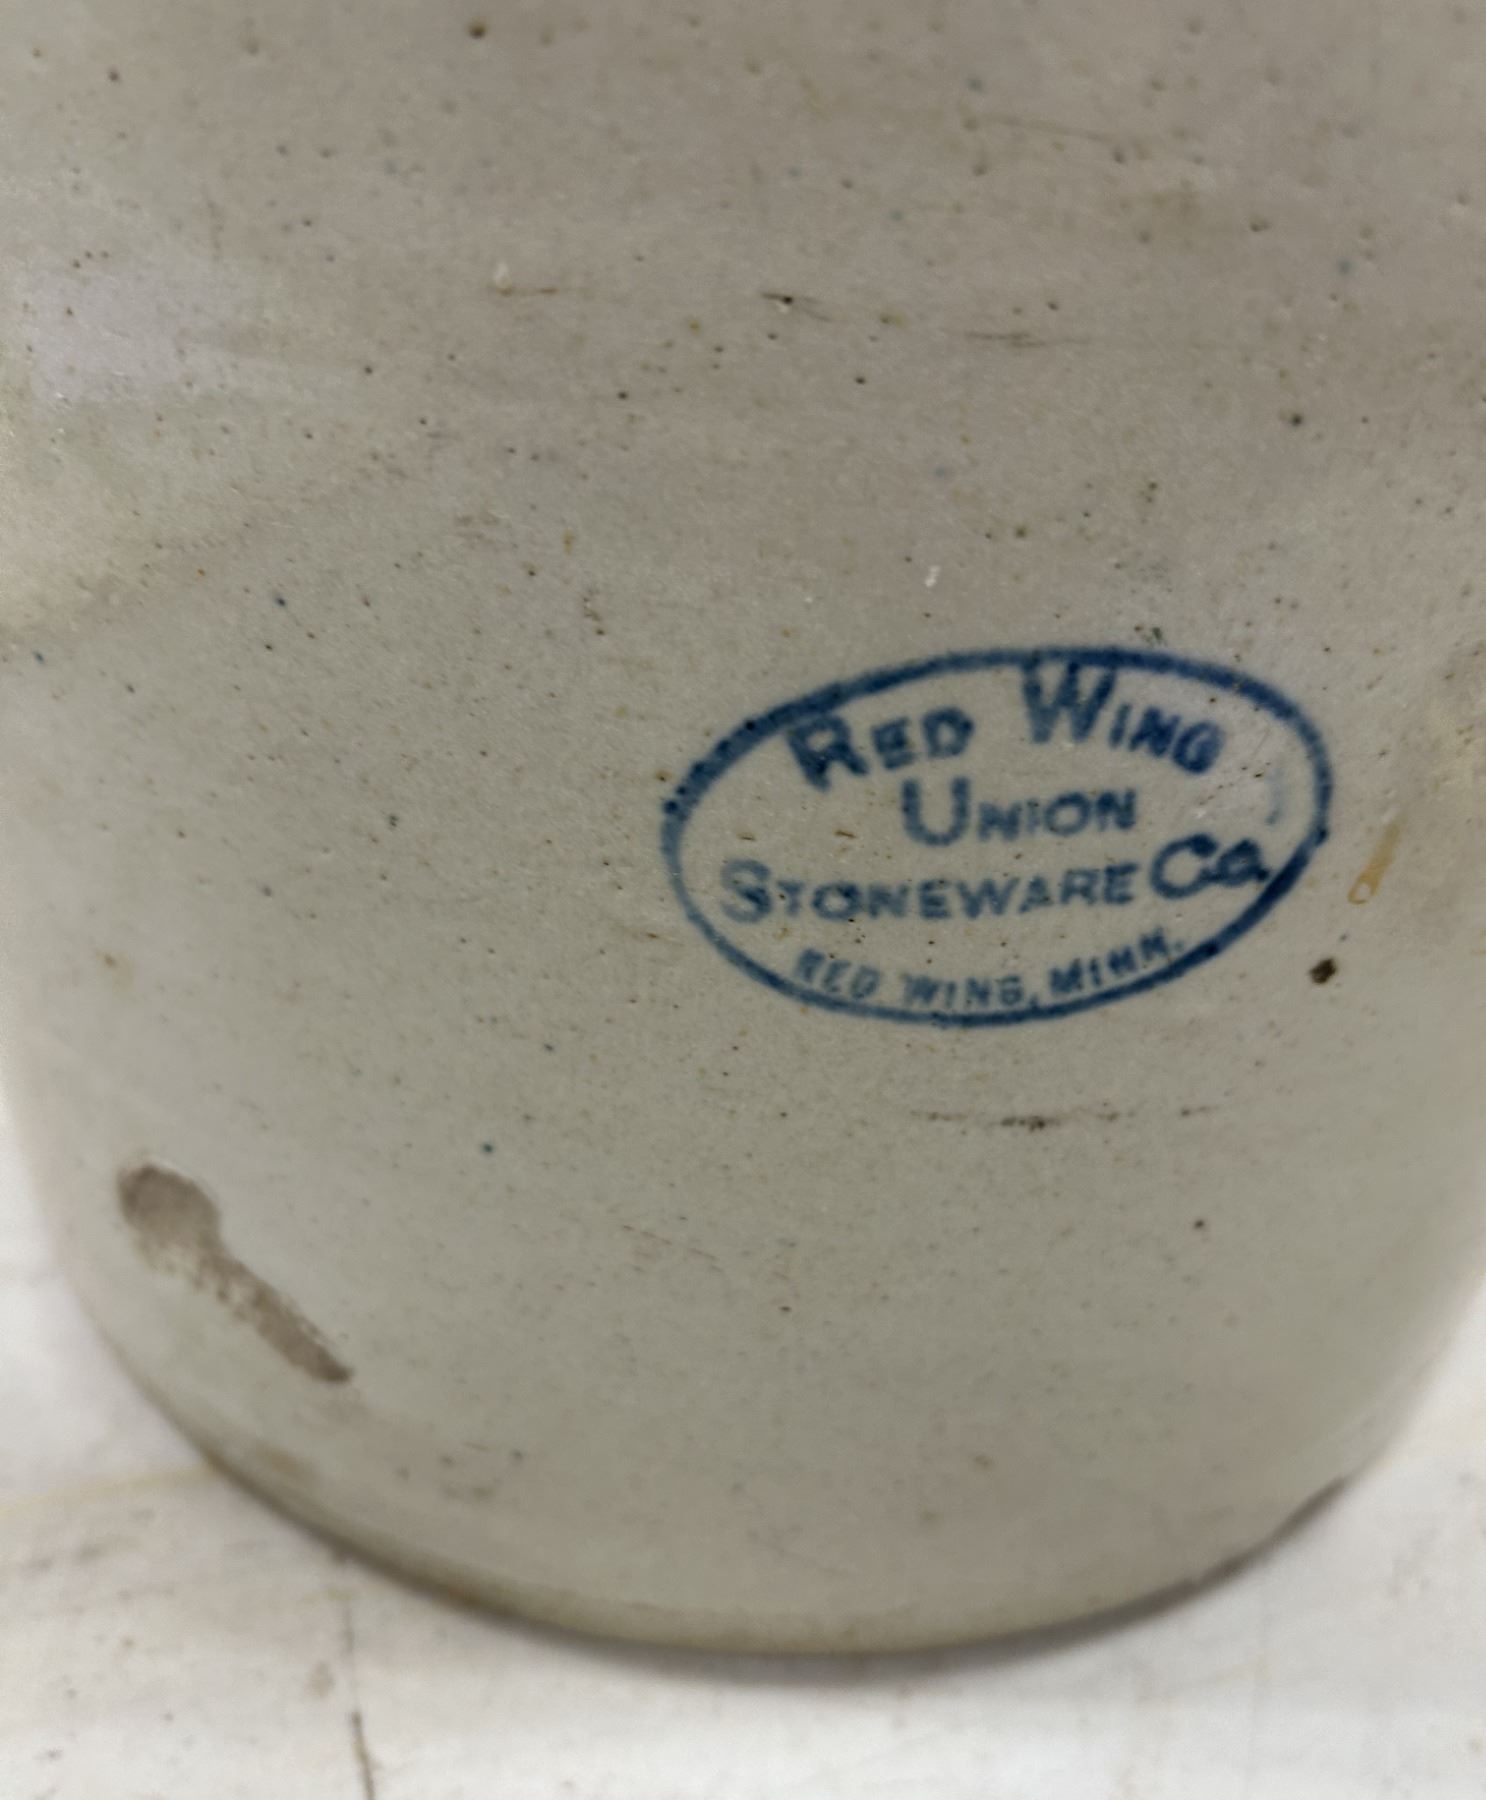 RED WING
UNION
STONEWARE CO.
RED WING, MINN.